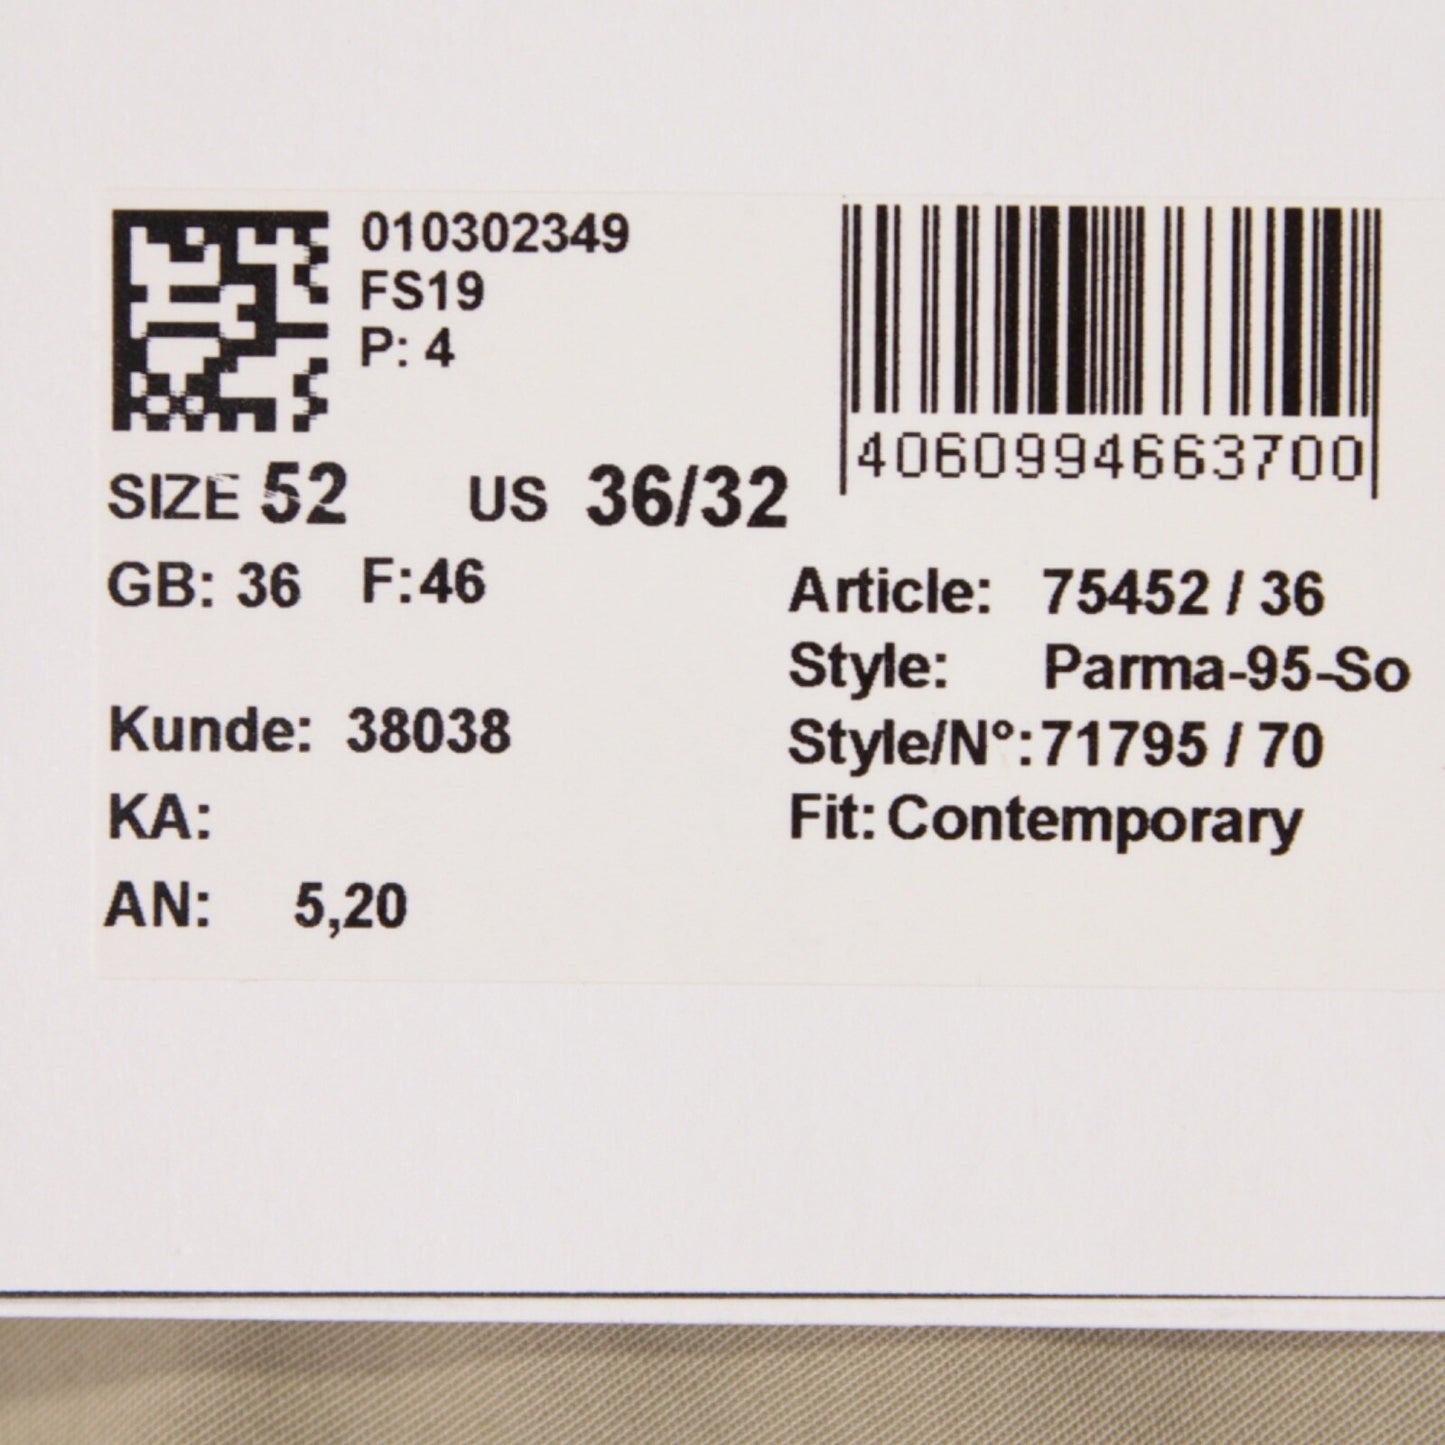 010302349
FS19
P: 4
4060994663700
SIZE 52 US 36/32
GB: 36 F:46
Article: 75452 / 36
Style: Parma-95-So
Kunde: 38038
Style/N°:71795 / 70
KA:
Fit: Contemporary
AN: 5,20